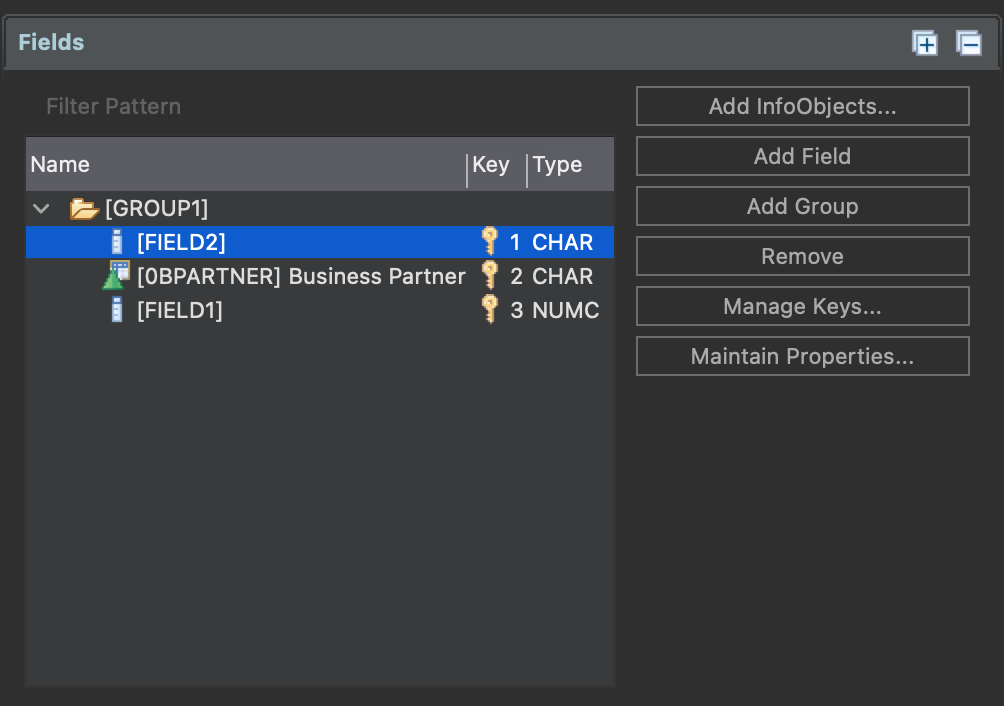 Fields
Filter Pattern
Name Key Type
[GROUP1]
[FIELD2] 1 CHAR
[0BPARTNER] Business Partner 2 CHAR
[FIELD1] 3 NUMC
Add InfoObjects...
Add Field
Add Group
Remove
Manage Keys...
Maintain Properties...